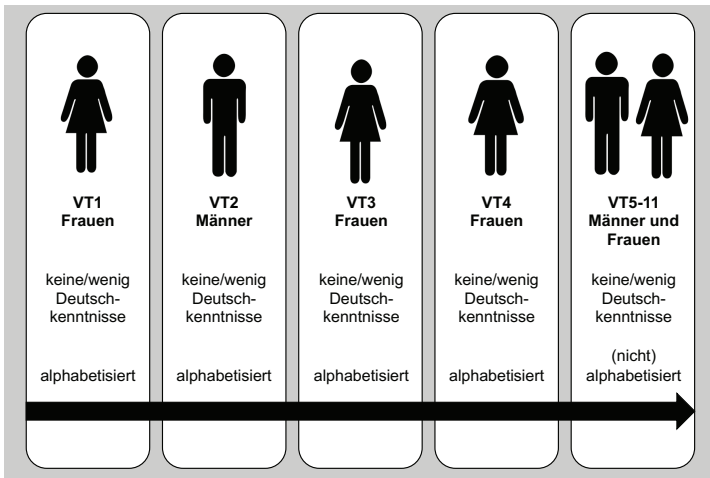 VT1
Frauen
keine/wenig
Deutsch-
kenntnisse
alphabetisiert
VT2
Männer
keine/wenig
Deutsch-
kenntnisse
alphabetisiert
VT3
Frauen
keine/wenig
Deutsch-
kenntnisse
alphabetisiert
VT4
Frauen
keine/wenig
Deutsch-
kenntnisse
alphabetisiert
VT5-11
Männer und
Frauen
keine/wenig
Deutsch-
kenntnisse
(nicht)
alphabetisiert